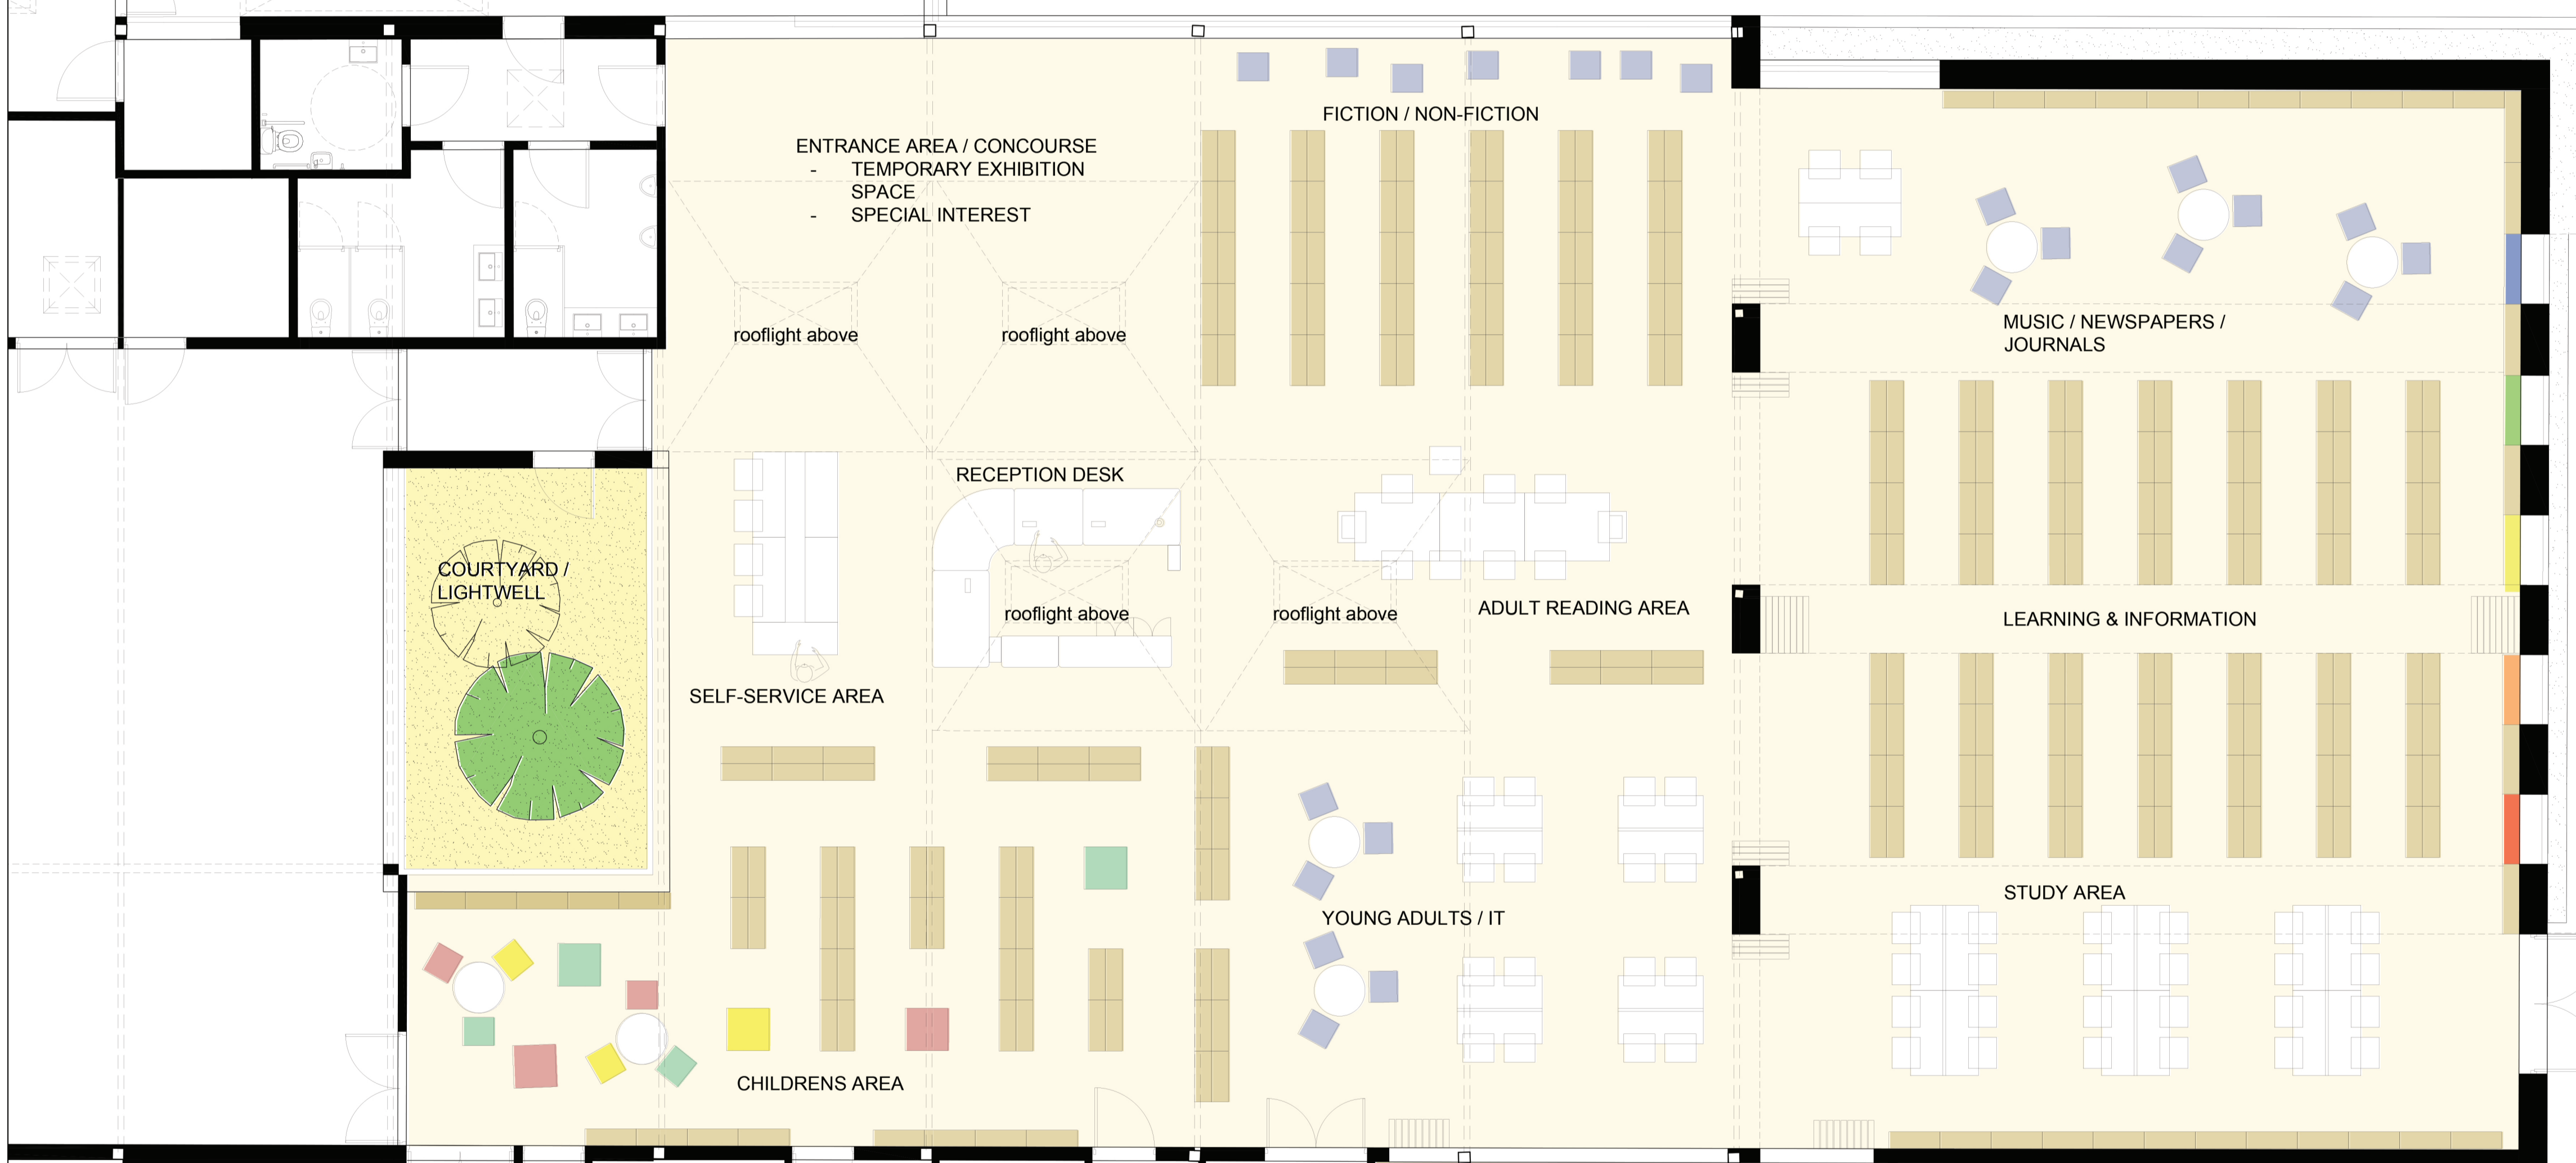 FICTION / NON-FICTION
ENTRANCE AREA / CONCOURSE
- TEMPORARY EXHIBITION
SPACE
- SPECIAL INTEREST
rooflight above
rooflight above
MUSIC / NEWSPAPERS /
JOURNALS
RECEPTION DESK
COURTYARD /
LIGHTWELL
rooflight above
rooflight above
ADULT READING AREA
LEARNING & INFORMATION
SELF-SERVICE AREA
STUDY AREA
YOUNG ADULTS / IT
CHILDRENS AREA